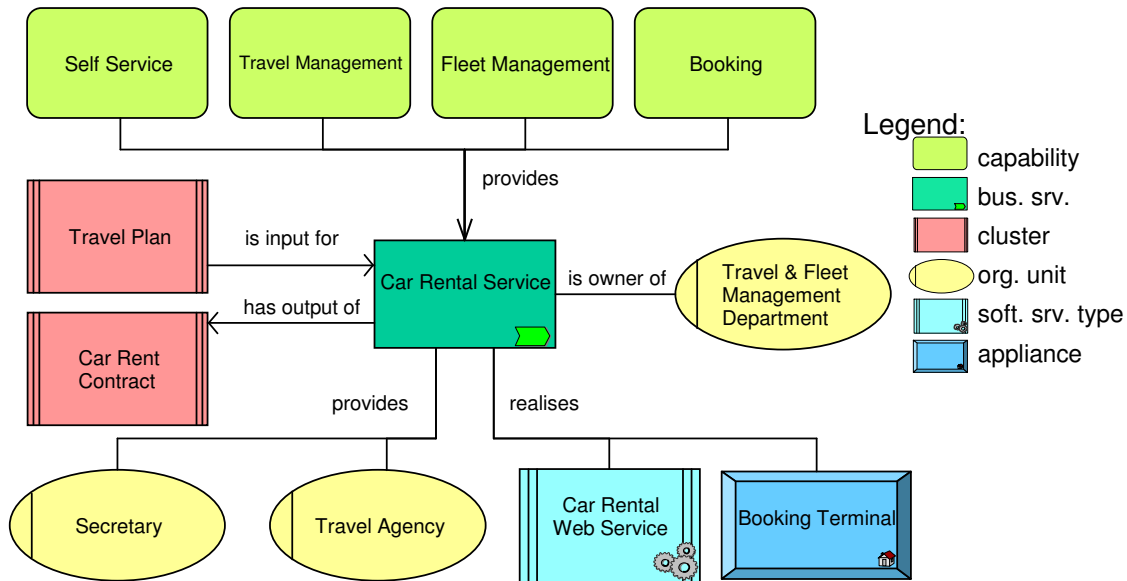 Self Service
Travel Management
Fleet Management
Booking
Legend:
capability
bus. srv.
cluster
org. unit
soft. srv. type
appliance
provides
Travel Plan
is input for
Car Rental Service
is owner of
Travel & Fleet
Management
Department
has output of
Car Rent
Contract
provides
realises
Secretary
Travel Agency
Car Rental
Web Service
Booking Terminal